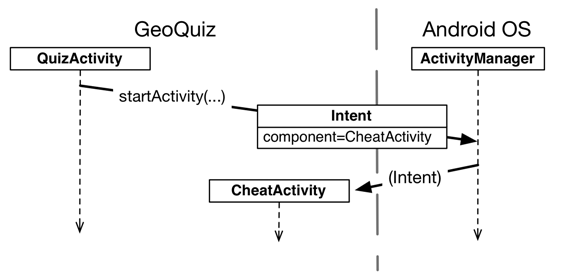 GeoQuiz
Android OS
QuizActivity
ActivityManager
startActivity(...)
Intent
component=CheatActivity
(Intent)
CheatActivity